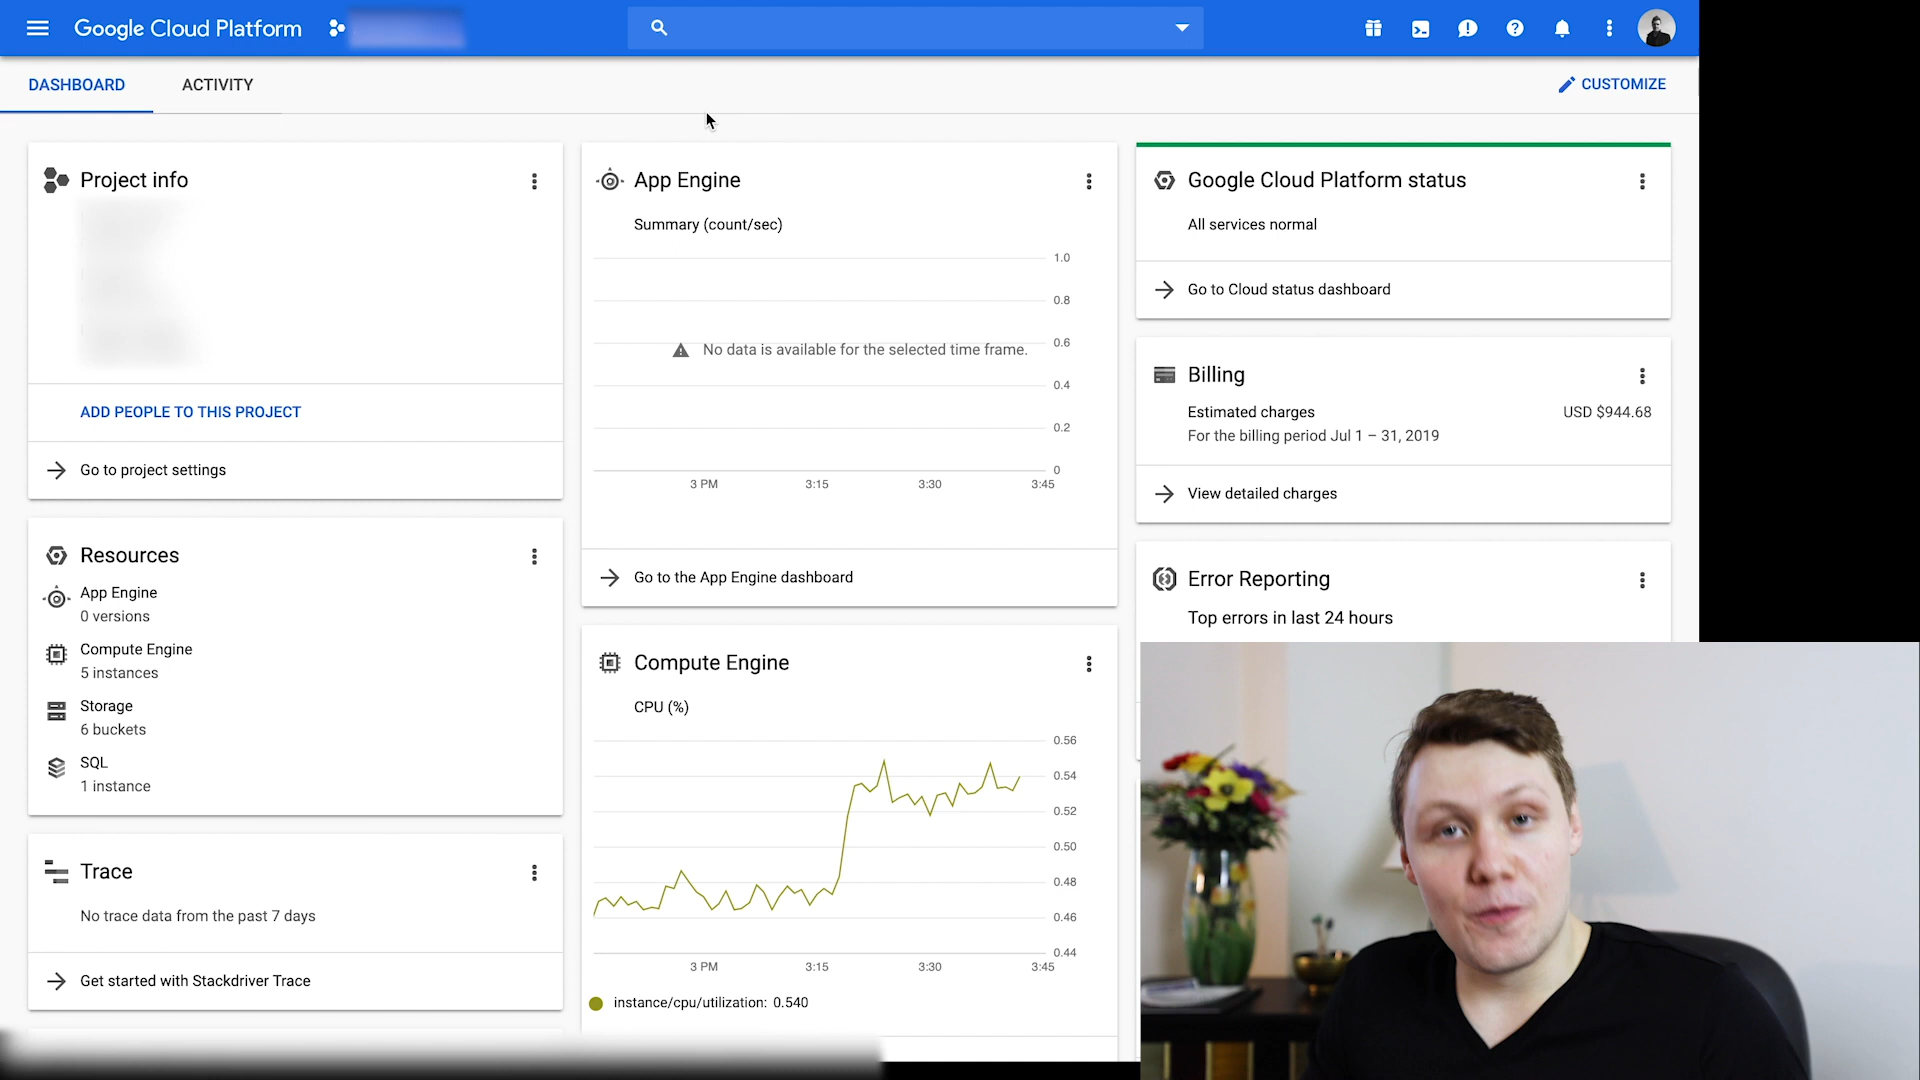 Google Cloud Platform
DASHBOARD
ACTIVITY
CUSTOMIZE
Project info
ADD PEOPLE TO THIS PROJECT
Go to project settings
Resources
App Engine
0 versions
Compute Engine
5 instances
Storage
6 buckets
SQL
1 instance
Trace
No trace data from the past 7 days
Get started with Stackdriver Trace
App Engine
Summary (count/sec)
1.0
0.8
0.6
No data is available for the selected time frame.
0.4
0.2
0
3 PM 3:15 3:30 3:45
Go to the App Engine dashboard
Compute Engine
CPU (%)
0.56
0.54
0.52
0.50
0.48
0.46
0.44
3 PM 3:15 3:30 3:45
instance/cpu/utilization: 0.540
Google Cloud Platform status
All services normal
Go to Cloud status dashboard
Billing
Estimated charges USD $944.68
For the billing period Jul 1 – 31, 2019
View detailed charges
Error Reporting
Top errors in last 24 hours